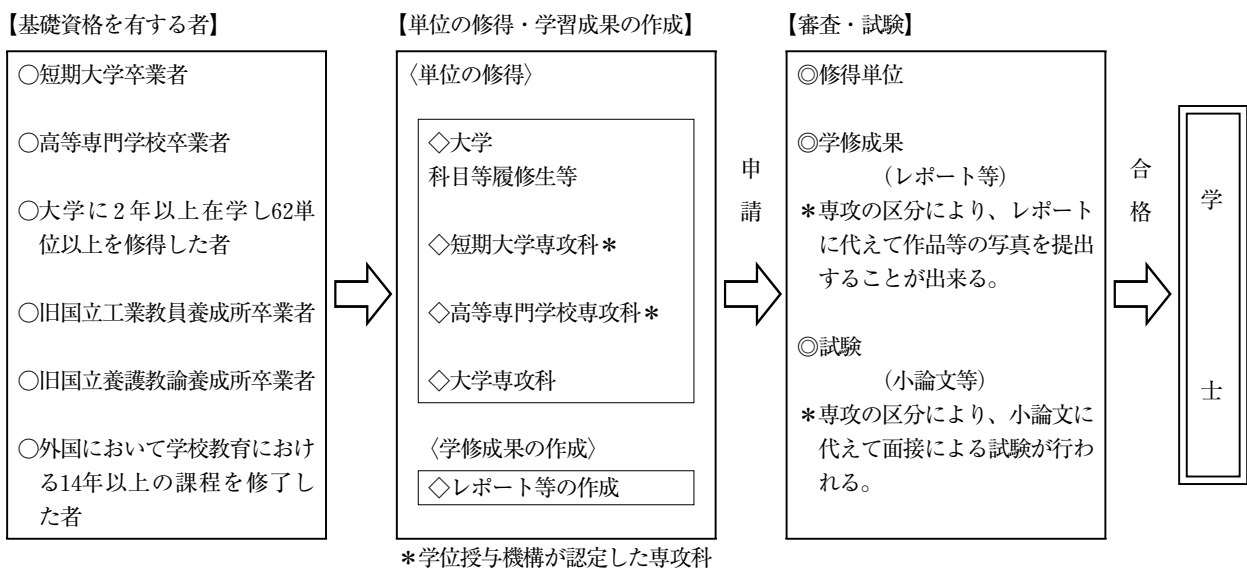 【基礎資格を有する者】
○短期大学卒業者
○高等専門学校卒業者
○大学に2年以上在学し62単
位以上を修得した者
○旧国立工業教員養成所卒業者
○旧国立養護教諭養成所卒業者
○外国において学校教育におけ
る14年以上の課程を修了し
た者
【単位の修得・学習成果の作成】
〈単位の修得〉
◇大学
科目等履修生等
◇短期大学専攻科＊
◇高等専門学校専攻科＊
◇大学専攻科
〈学修成果の作成〉
◇レポート等の作成
＊学位授与機構が認定した専攻科
申請
【審査・試験】
◎修得単位
◎学修成果
（レポート等）
＊専攻の区分により、レポート
に代えて作品等の写真を提出
することが出来る。
◎試験
（小論文等）
＊専攻の区分により、小論文に
代えて面接による試験が行わ
れる。
合格
学士